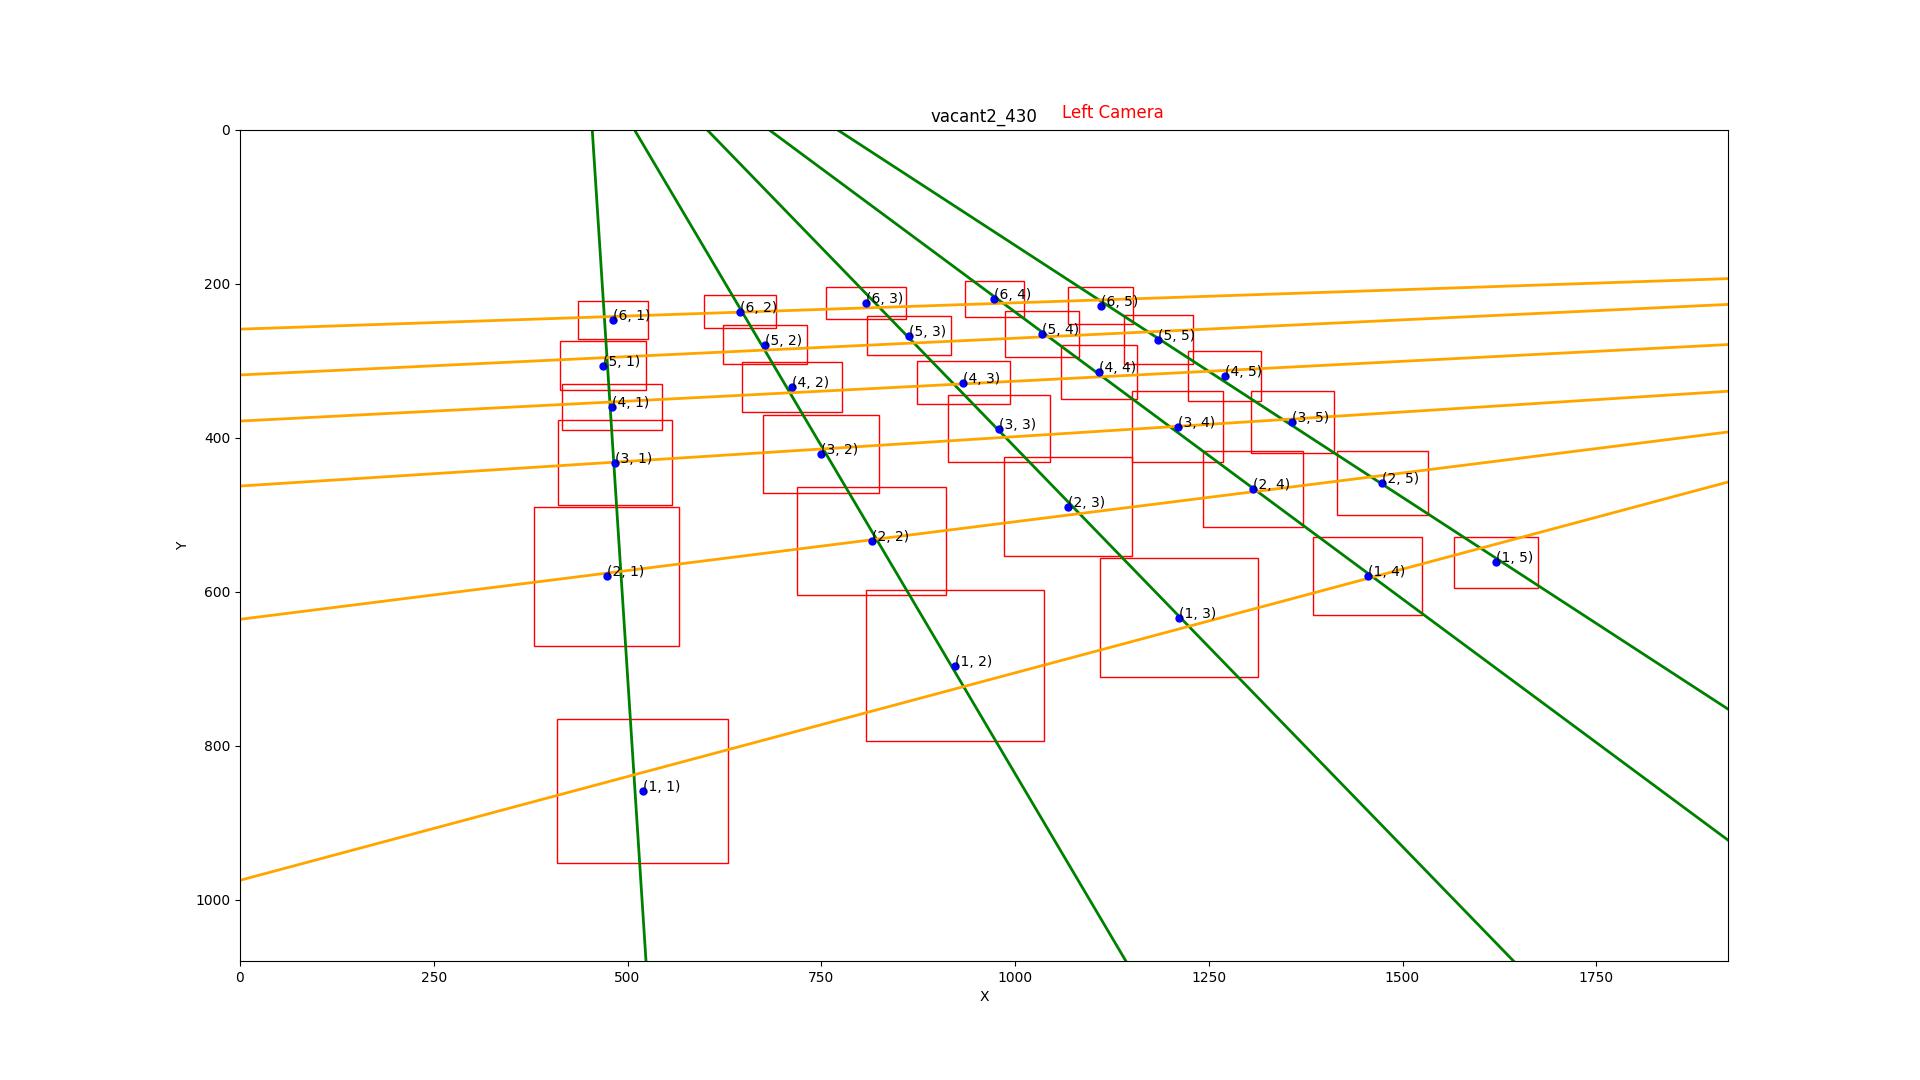 vacant2_430 Left Camera
0
200
(6, 4)
(6, 3) (6, 5)
(6, 2)
(6, 1)
(5, 4)
(5, 3) (5, 5)
(5, 2)
(5, 1)
(4, 4)
(4, 3) (4, 5)
(4, 2)
(4, 1)
400
(3, 5)
(3, 3) (3, 4)
(3, 2)
(3, 1)
(2, 5)
(2, 4)
(2, 3)
(2, 2)
Y
(1, 5)
(2, 1) (1, 4)
600
(1, 3)
(1, 2)
800
(1, 1)
1000
0 250 500 750 1000 1250 1500 1750
X